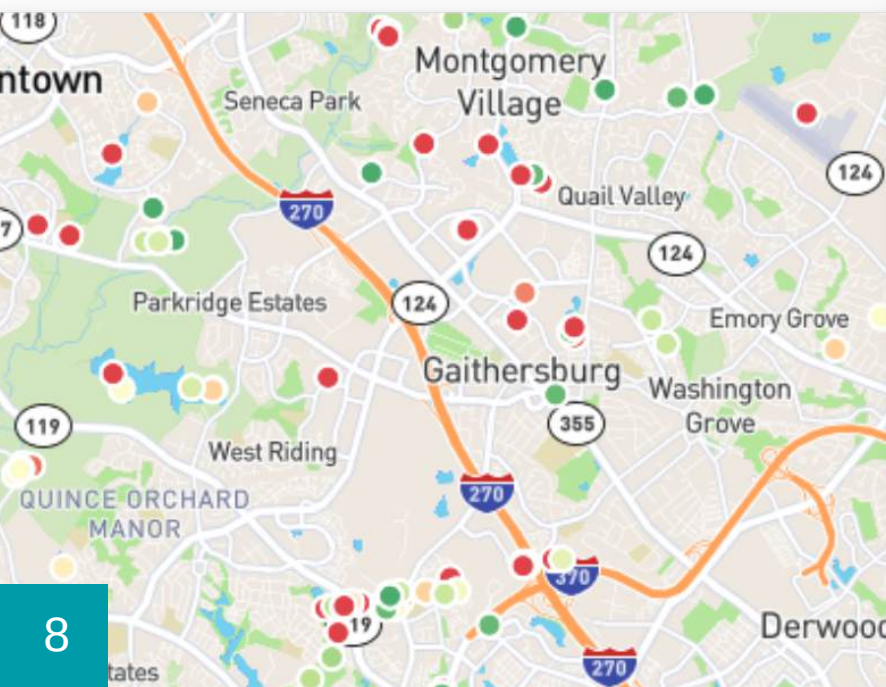 118
ntown
Montgomery
Village
Seneca Park
124
270
7
Quail Valley
124
124
Parkridge Estates
Emory Grove
Gaithersburg
Washington
Grove
355
119
West Riding
270
QUINCE ORCHARD
MANOR
370
19
8
Derwood
270
tates